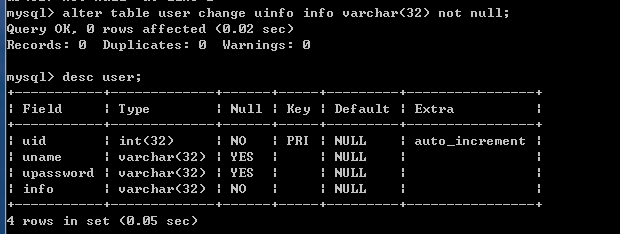 mysql> alter table user change uinfo info varchar(32) not null;
Query OK, 0 rows affected (0.02 sec)
Records: 0  Duplicates: 0  Warnings: 0
mysql> desc user;
+-----------+-------------+------+-----+---------+----------------+
| Field     | Type        | Null | Key | Default | Extra          |
+-----------+-------------+------+-----+---------+----------------+
| uid       | int(32)     | NO   | PRI | NULL    | auto_increment |
| uname     | varchar(32) | YES  |     | NULL    |                |
| upassword | varchar(32) | YES  |     | NULL    |                |
| info      | varchar(32) | NO   |     | NULL    |                |
+-----------+-------------+------+-----+---------+----------------+
4 rows in set (0.05 sec)